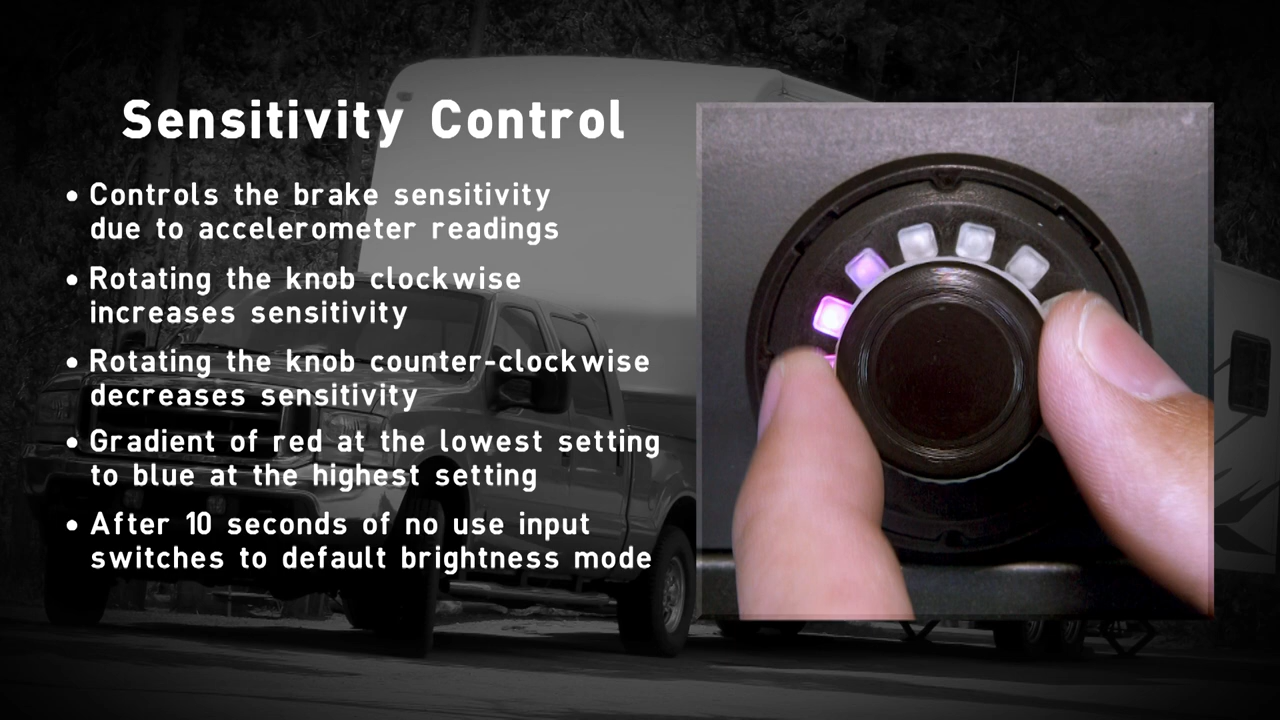 Sensitivity Control
• Controls the brake sensitivity
due to accelerometer readings
• Rotating the knob clockwise
increases sensitivity
• Rotating the knob counter-clockwise
decreases sensitivity
• Gradient of red at the lowest setting
to blue at the highest setting
• After 10 seconds of no use input
switches to default brightness mode